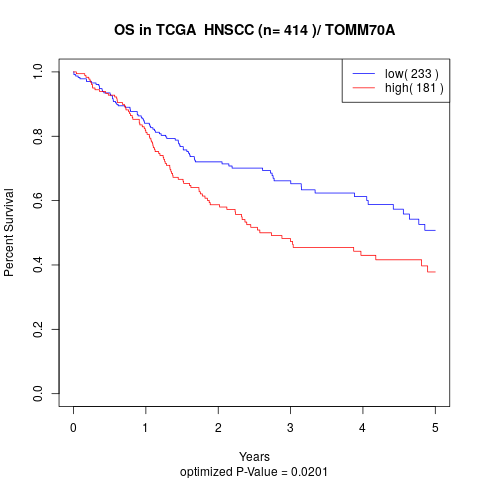 OS in TCGA  HNSCC (n= 414 )/ TOMM70A
low( 233 )
high( 181 )
Percent Survival
1.0
0.8
0.6
0.4
0.2
0.0
0 1 2 3 4 5
Years
optimized P-Value = 0.0201